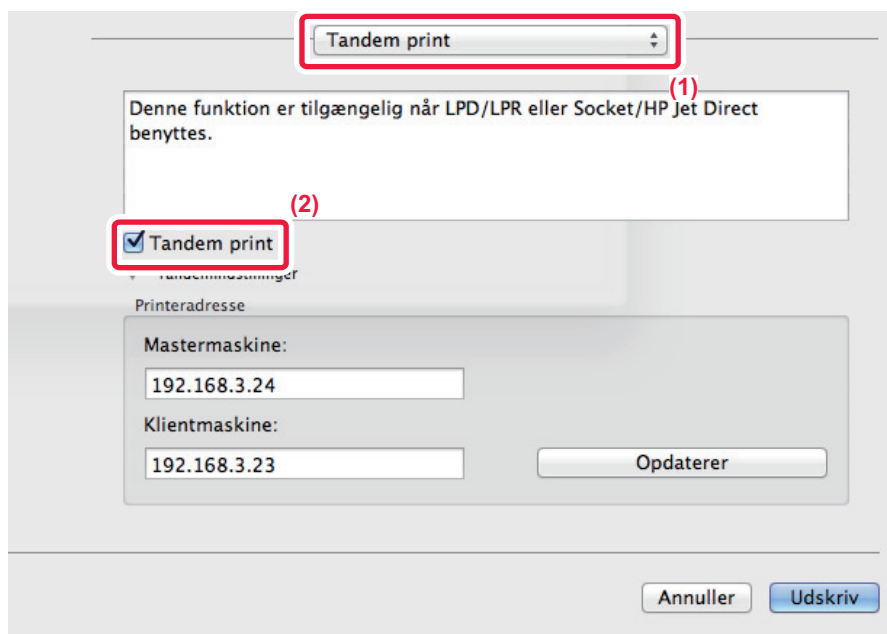 Tandem print
(1)
Denne funktion er tilgængelig når LPD/LPR eller Socket/HP Jet Direct
benyttes.
(2)
Tandem print
Tandemindstillinger
Printeradresse
Mastermaskine:
192.168.3.24
Klientmaskine:
192.168.3.23
Opdaterer
Annuller
Udskriv